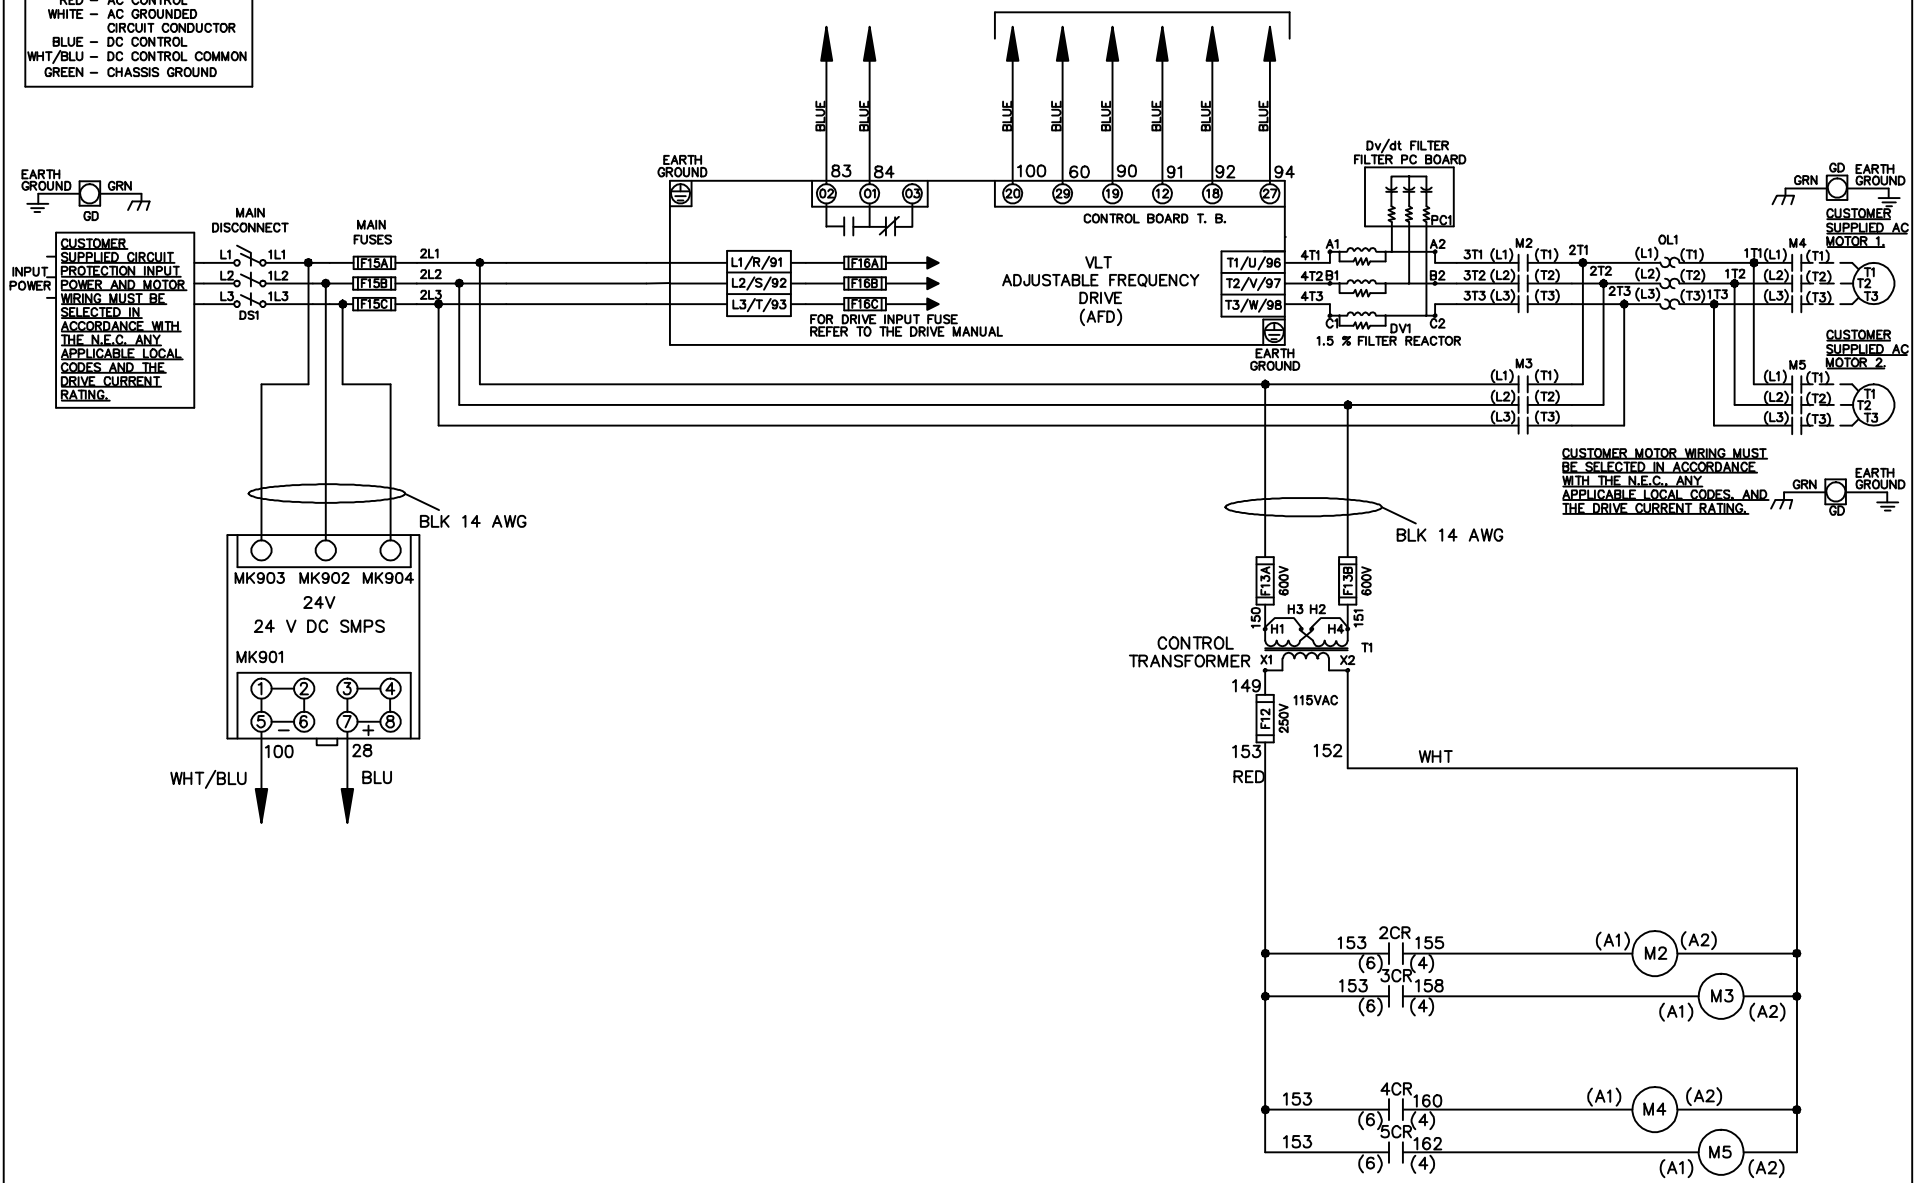 RED – AC CONTROL
WHITE – AC GROUNDED
CIRCUIT CONDUCTOR
BLUE – DC CONTROL
WHT/BLU – DC CONTROL COMMON
GREEN – CHASSIS GROUND
BLUE
BLUE
BLUE
BLUE
BLUE
BLUE
BLUE
BLUE
EARTH
GROUND
GRN
GD
MAIN
DISCONNECT
MAIN
FUSES
INPUT
POWER
CUSTOMER
SUPPLIED CIRCUIT
PROTECTION INPUT
POWER AND MOTOR
WIRING MUST BE
SELECTED IN
ACCORDANCE WITH
THE N.E.C. ANY
APPLICABLE LOCAL
CODES AND THE
DRIVE CURRENT
RATING.
L1 1L1
L2 1L2
L3 1L3
DS1
F15A
F15B
F15C
2L1
2L2
2L3
EARTH
GROUND
83 84
02 01 03
100 60 90 91 92 94
20 29 19 12 18 27
CONTROL BOARD T. B.
L1/R/91
L2/S/92
L3/T/93
F16A
F16B
F16C
FOR DRIVE INPUT FUSE
REFER TO THE DRIVE MANUAL
VLT
ADJUSTABLE FREQUENCY
DRIVE
(AFD)
T1/U/96
T2/V/97
T3/W/98
EARTH
GROUND
4T1
4T2
4T3
Dv/dt FILTER
FILTER PC BOARD
PC1
A1 A2
B1 B2
C1 C2
DV1
1.5 % FILTER REACTOR
M2
3T1 (L1) (T1)
3T2 (L2) (T2)
3T3 (L3) (T3)
2T1
2T2
2T3
OL1
(L1) (T1)
(L2) (T2)
(L3) (T3)
1T1
1T2
1T3
M4
(L1) (T1)
(L2) (T2)
(L3) (T3)
T1
T2
T3
GRN
GD
EARTH
GROUND
CUSTOMER
SUPPLIED AC
MOTOR 1.
M3
(L1) (T1)
(L2) (T2)
(L3) (T3)
CUSTOMER
SUPPLIED AC
MOTOR 2.
M5
(L1) (T1)
(L2) (T2)
(L3) (T3)
T1
T2
T3
CUSTOMER MOTOR WIRING MUST
BE SELECTED IN ACCORDANCE
WITH THE N.E.C., ANY
APPLICABLE LOCAL CODES, AND
THE DRIVE CURRENT RATING.
GRN
GD
EARTH
GROUND
BLK 14 AWG
MK903 MK902 MK904
24V
24 V DC SMPS
MK901
1 2 3 4
5 6 7 8
– +
100 28
WHT/BLU BLU
BLK 14 AWG
F13A
600V
F13B
600V
150
151
H3 H2
H1 H4
T1
CONTROL
TRANSFORMER
X1 X2
149
115VAC
F12
250V
153
RED
152
WHT
2CR
153 155
(6) (4)
(A1) M2 (A2)
3CR
153 158
(6) (4)
(A1) M3 (A2)
4CR
153 160
(6) (4)
(A1) M4 (A2)
5CR
153 162
(6) (4)
(A1) M5 (A2)